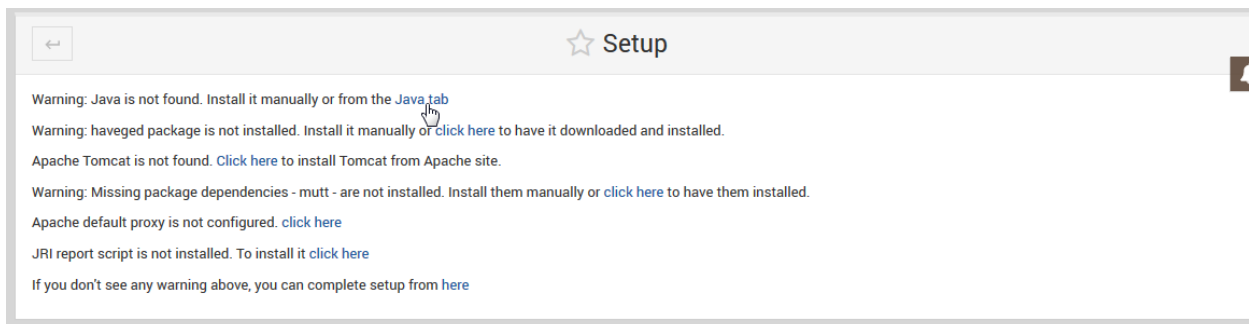 Setup
Warning: Java is not found. Install it manually or from the Java tab
Warning: haveged package is not installed. Install it manually or click here to have it downloaded and installed.
Apache Tomcat is not found. Click here to install Tomcat from Apache site.
Warning: Missing package dependencies - mutt - are not installed. Install them manually or click here to have them installed.
Apache default proxy is not configured. click here
JRI report script is not installed. To install it click here
If you don't see any warning above, you can complete setup from here